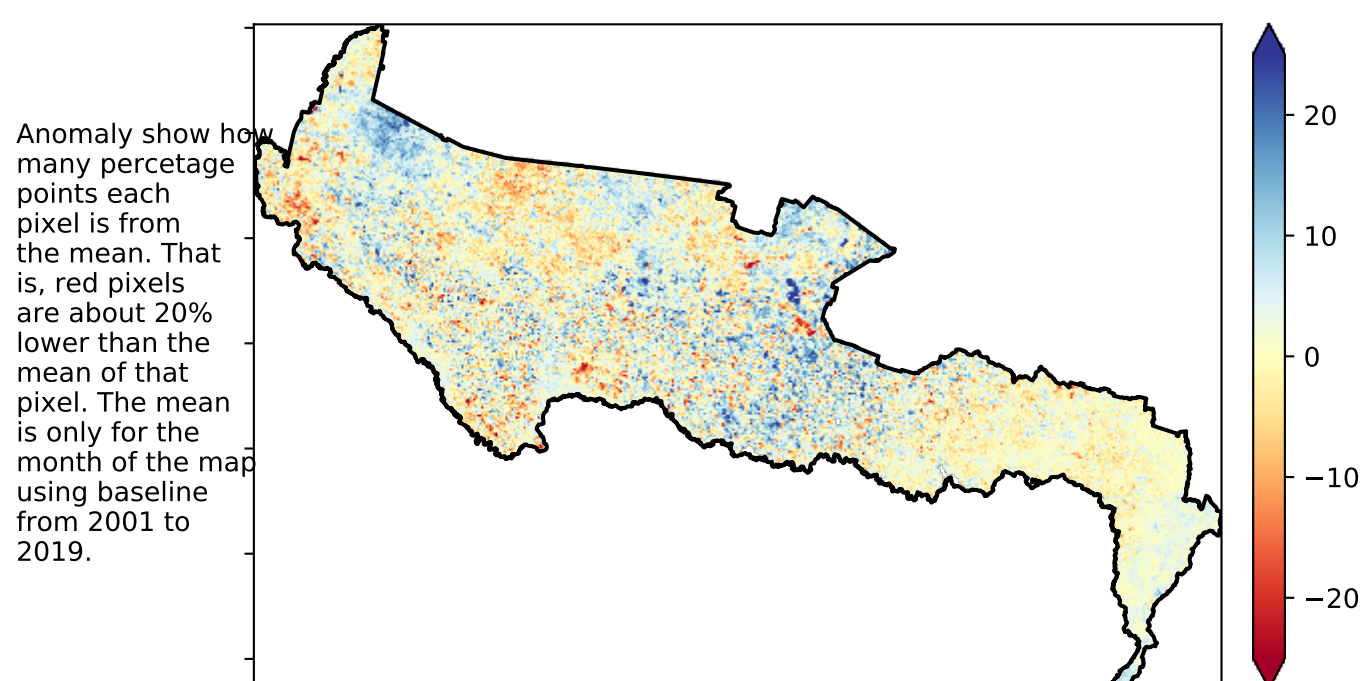 Anomaly show how
many percetage
points each
pixel is from
the mean. That
is, red pixels
are about 20%
lower than the
mean of that
pixel. The mean
is only for the
month of the map
using baseline
from 2001 to
2019.
20
10
0
−10
−20